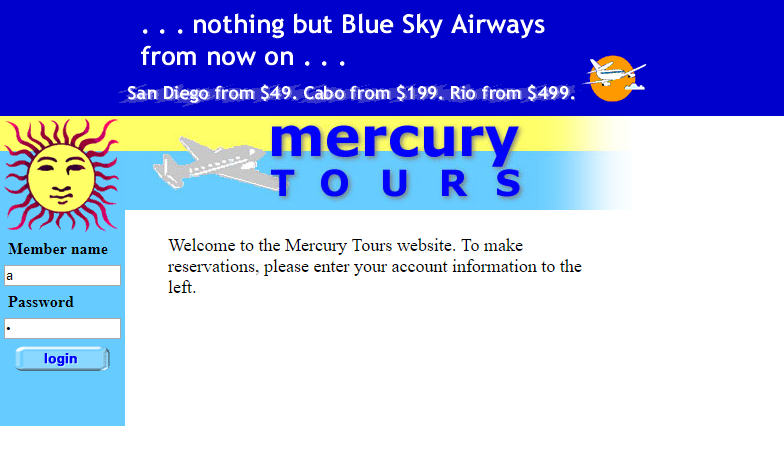 . . . nothing but Blue Sky Airways
from now on . . .
San Diego from $49. Cabo from $199. Rio from $499.
mercury
TOURS
Member name
a
Password
•
login
Welcome to the Mercury Tours website. To make
reservations, please enter your account information to the
left.